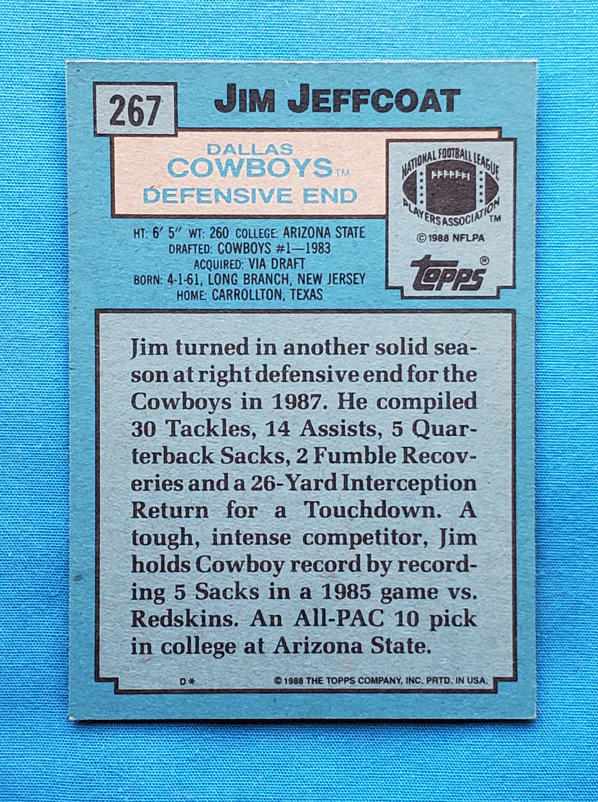 267
JIM JEFFCOAT
DALLAS
COWBOYS™
DEFENSIVE END
NATIONAL FOOTBALL LEAGUE
PLAYERS ASSOCIATION™
© 1988 NFLPA
topps®
HT: 6' 5" WT: 260 COLLEGE: ARIZONA STATE
DRAFTED: COWBOYS #1—1983
ACQUIRED: VIA DRAFT
BORN: 4-1-61, LONG BRANCH, NEW JERSEY
HOME: CARROLLTON, TEXAS
Jim turned in another solid sea-
son at right defensive end for the
Cowboys in 1987. He compiled
30 Tackles, 14 Assists, 5 Quar-
terback Sacks, 2 Fumble Recov-
eries and a 26-Yard Interception
Return for a Touchdown. A
tough, intense competitor, Jim
holds Cowboy record by record-
ing 5 Sacks in a 1985 game vs.
Redskins. An All-PAC 10 pick
in college at Arizona State.
D*
© 1988 THE TOPPS COMPANY, INC. PRTD. IN USA.